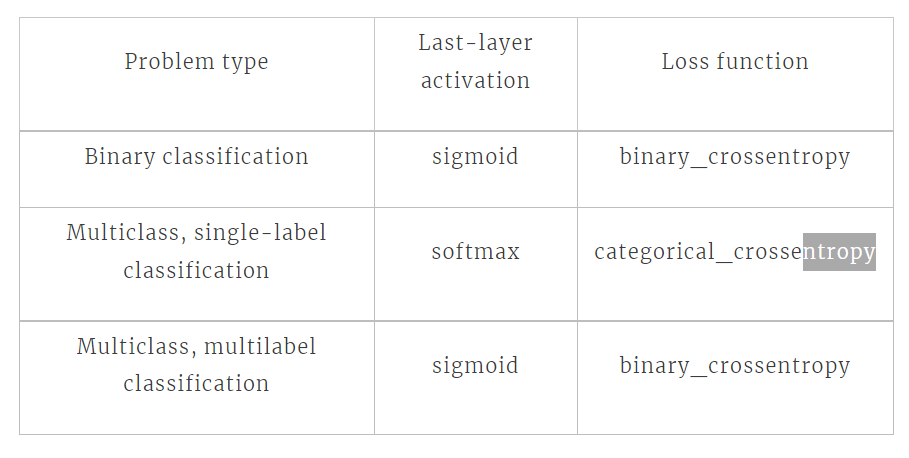 Problem type
Last-layer
activation
Loss function
Binary classification
sigmoid
binary_crossentropy
Multiclass, single-label
classification
softmax
categorical_crossentropy
Multiclass, multilabel
classification
sigmoid
binary_crossentropy